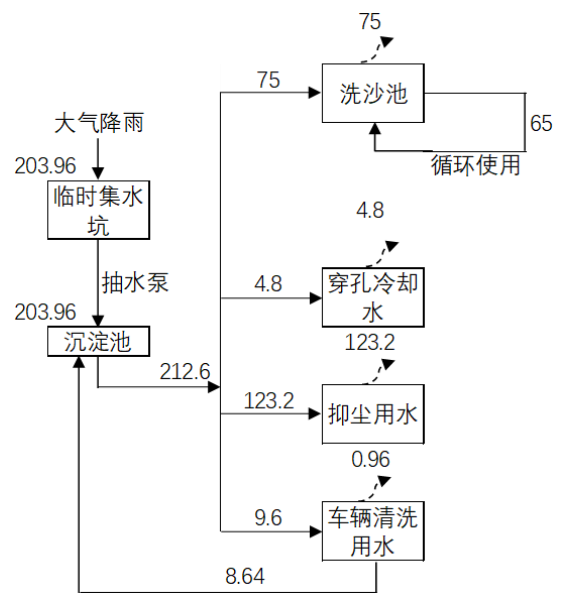 75
75
洗沙池
65
循环使用
大气降雨
203.96
临时集水
坑
抽水泵
203.96
沉淀池
212.6
4.8
4.8
穿孔冷却
水
123.2
123.2
抑尘用水
0.96
9.6
车辆清洗
用水
8.64